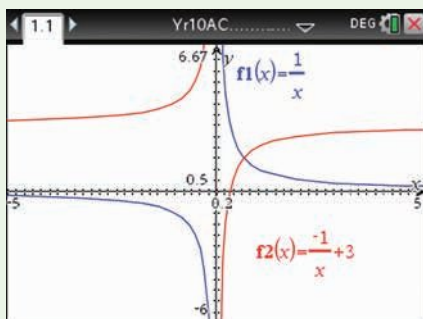 1.1 Yr10AC............ DEG
6.67 y
f1(x)=1/x
0.5 x
-5 0.2 5
f2(x)=-1/x+3
-6